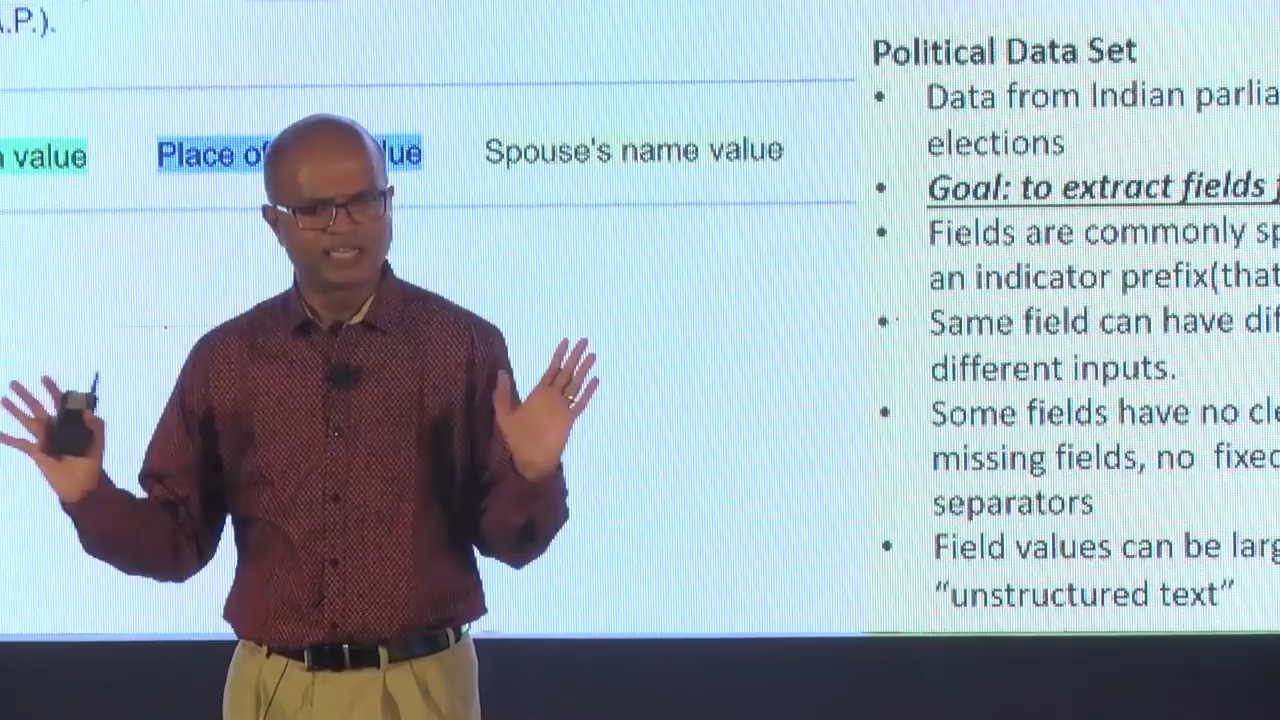 A.P.).
value
Place of
lue
Spouse's name value
Political Data Set
• Data from Indian parlia
elections
• Goal: to extract fields f
• Fields are commonly sp
an indicator prefix(that
• Same field can have dif
different inputs.
• Some fields have no cle
missing fields, no fixed
separators
• Field values can be larg
“unstructured text”